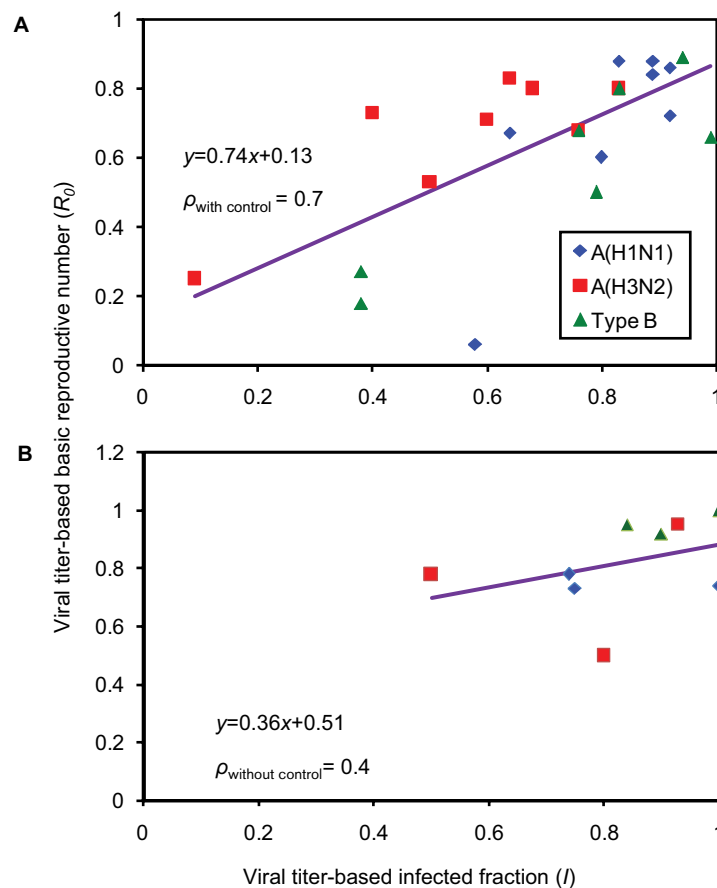 A
1
0.8
0.6
0.4
0.2
0
y=0.74x+0.13
ρwith control = 0.7
A(H1N1)
A(H3N2)
Type B
0 0.2 0.4 0.6 0.8 1
Viral titer-based basic reproductive number (R0)
B
1.2
1
0.8
0.6
0.4
0.2
0
y=0.36x+0.51
ρwithout control = 0.4
0 0.2 0.4 0.6 0.8 1
Viral titer-based infected fraction (I)